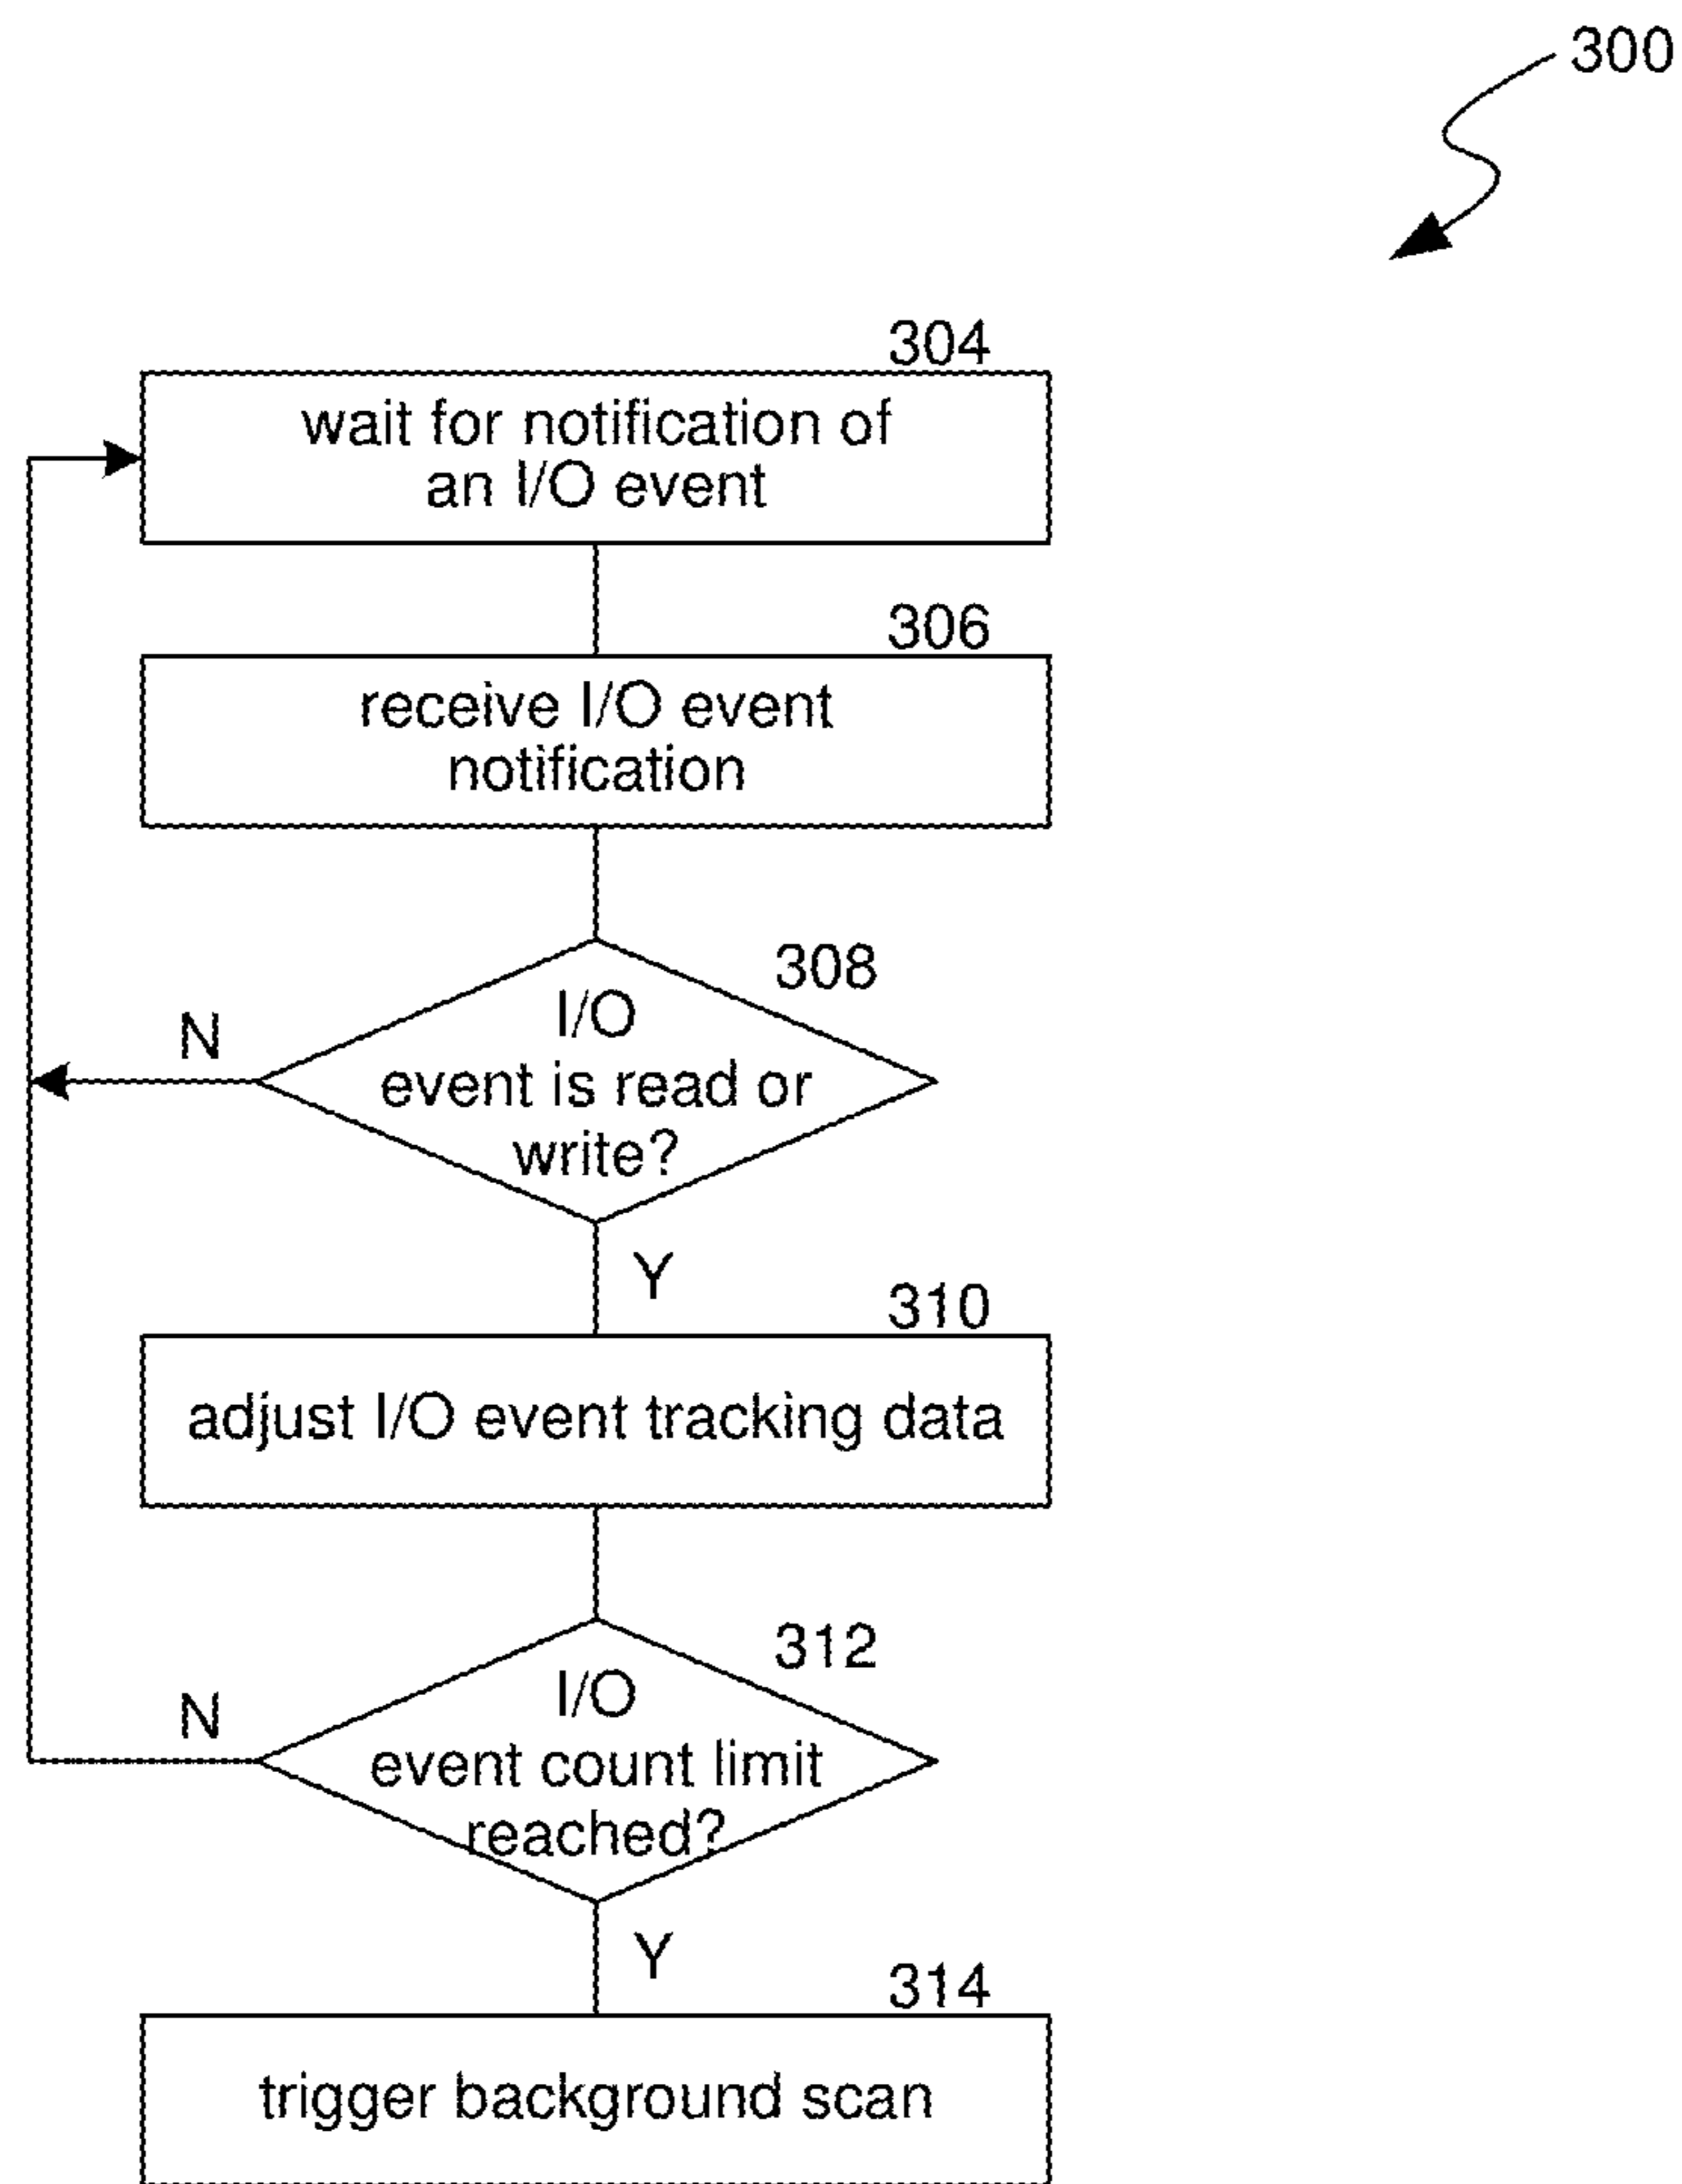 300
304
wait for notification of
an I/O event
306
receive I/O event
notification
308
I/O
event is read or
write?
N
Y
310
adjust I/O event tracking data
312
I/O
event count limit
reached?
N
Y
314
trigger background scan